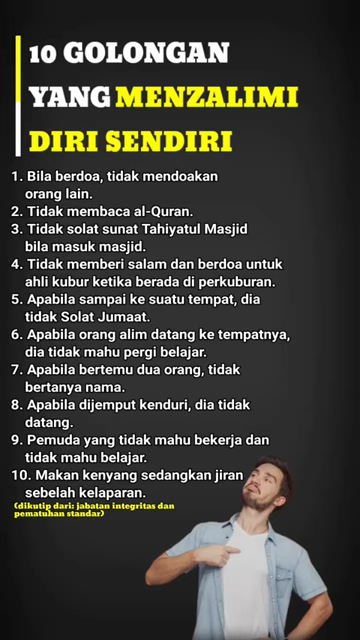 10 GOLONGAN
YANG MENZALIMI
DIRI SENDIRI
1. Bila berdoa, tidak mendoakan
orang lain.
2. Tidak membaca al-Quran.
3. Tidak solat sunat Tahiyatul Masjid
bila masuk masjid.
4. Tidak memberi salam dan berdoa untuk
ahli kubur ketika berada di perkuburan.
5. Apabila sampai ke suatu tempat, dia
tidak Solat Jumaat.
6. Apabila orang alim datang ke tempatnya,
dia tidak mahu pergi belajar.
7. Apabila bertemu dua orang, tidak
bertanya nama.
8. Apabila dijemput kenduri, dia tidak
datang.
9. Pemuda yang tidak mahu bekerja dan
tidak mahu belajar.
10. Makan kenyang sedangkan jiran
sebelah kelaparan.
(dikutip dari: jabatan integritas dan
pematuhan standar)